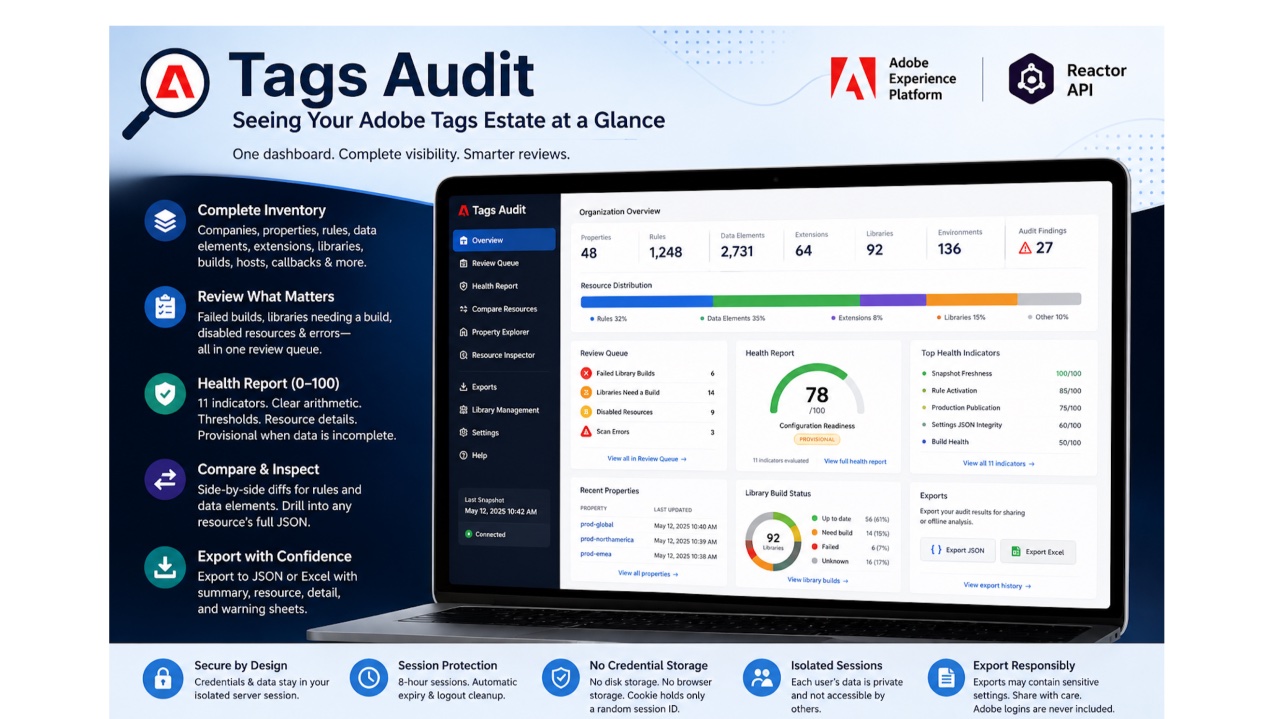 Tags Audit
Seeing Your Adobe Tags Estate at a Glance
One dashboard. Complete visibility. Smarter reviews.
Adobe
Experience
Platform
Reactor
API
Complete Inventory
Companies, properties, rules, data
elements, extensions, libraries,
builds, hosts, callbacks & more.
Review What Matters
Failed builds, libraries needing a build,
disabled resources & errors—
all in one review queue.
Health Report (0–100)
11 indicators. Clear arithmetic.
Thresholds. Resource details.
Provisional when data is incomplete.
Compare & Inspect
Side-by-side diffs for rules and
data elements. Drill into any
resource's full JSON.
Export with Confidence
Export to JSON or Excel with
summary, resource, detail,
and warning sheets.
Tags Audit
Overview
Review Queue
Health Report
Compare Resources
Property Explorer
Resource Inspector
Exports
Library Management
Settings
Help
Last Snapshot
May 12, 2025 10:42 AM
Connected
Organization Overview
Properties
48
Rules
1,248
Data Elements
2,731
Extensions
64
Libraries
92
Environments
136
Audit Findings
27
Resource Distribution
Rules 32%
Data Elements 35%
Extensions 8%
Libraries 15%
Other 10%
Review Queue
Failed Library Builds 6
Libraries Need a Build 14
Disabled Resources 9
Scan Errors 3
View all in Review Queue →
Health Report
78
/100
Configuration Readiness
PROVISIONAL
11 indicators evaluated
View full health report
Top Health Indicators
Snapshot Freshness 100/100
Rule Activation 85/100
Production Publication 75/100
Settings JSON Integrity 60/100
Build Health 50/100
View all 11 indicators →
Recent Properties
PROPERTY LAST UPDATED
prod-global May 12, 2025 10:40 AM
prod-northamerica May 12, 2025 10:39 AM
prod-emea May 12, 2025 10:38 AM
View all properties →
Library Build Status
92
Libraries
Up to date 56 (61%)
Need build 14 (15%)
Failed 6 (7%)
Unknown 16 (17%)
View library builds →
Exports
Export your audit results for sharing
or offline analysis.
{ } Export JSON
Export Excel
View export history →
Secure by Design
Credentials & data stay in your
isolated server session.
Session Protection
8-hour sessions. Automatic
expiry & logout cleanup.
No Credential Storage
No disk storage. No browser
storage. Cookie holds only
a random session ID.
Isolated Sessions
Each user's data is private
and not accessible by
others.
Export Responsibly
Exports may contain sensitive
settings. Share with care.
Adobe logins are never included.